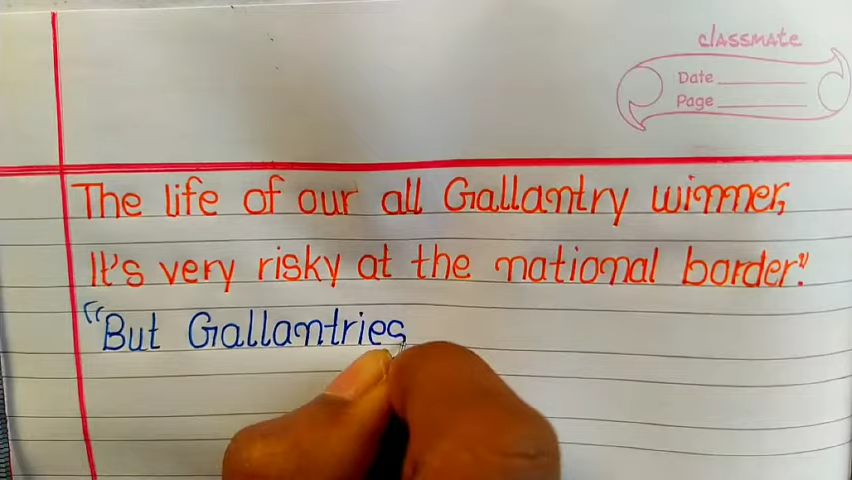 classmate
Date
Page
The life of our all Gallantry winner,
It's very risky at the national border."
"But Gallantries